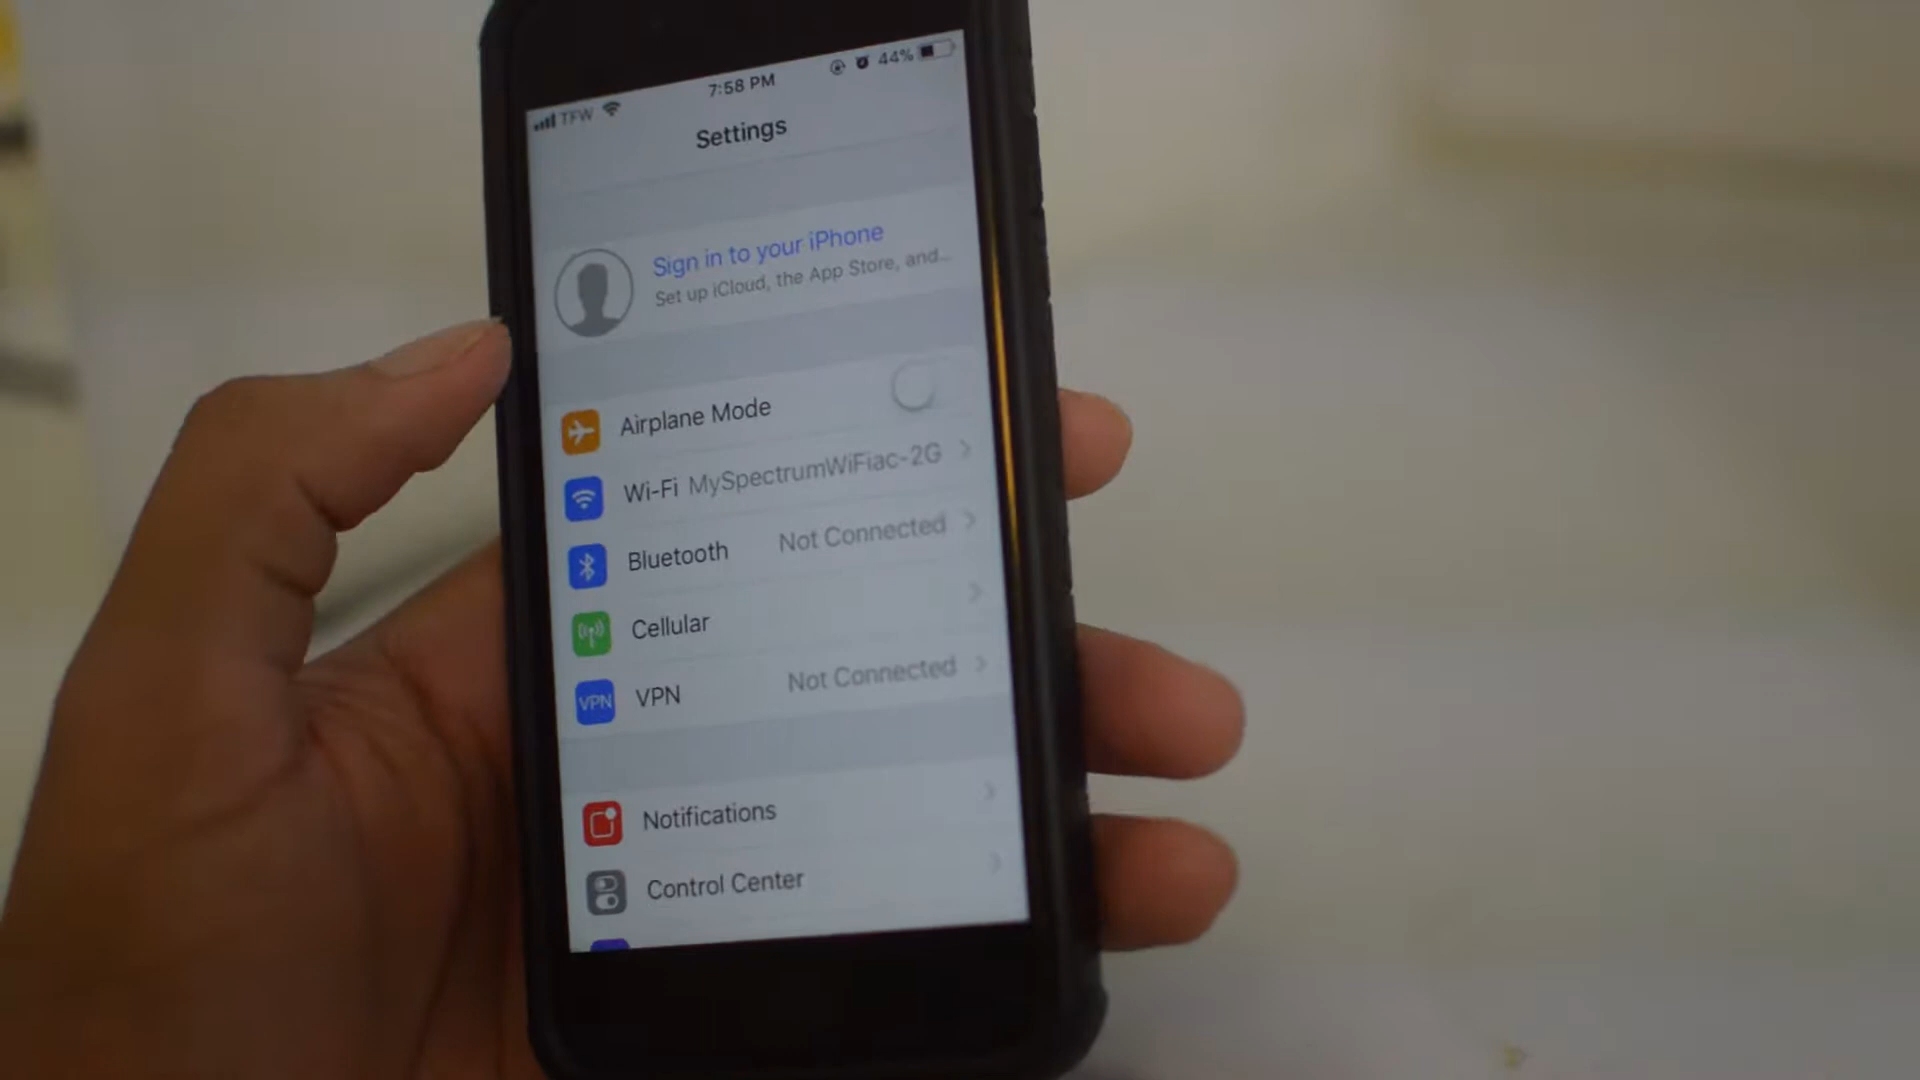 TFW 7:58 PM 44%
Settings
Sign in to your iPhone
Set up iCloud, the App Store, and...
Airplane Mode
Wi-Fi MySpectrumWiFiac-2G
Bluetooth Not Connected
Cellular
VPN VPN Not Connected
Notifications
Control Center